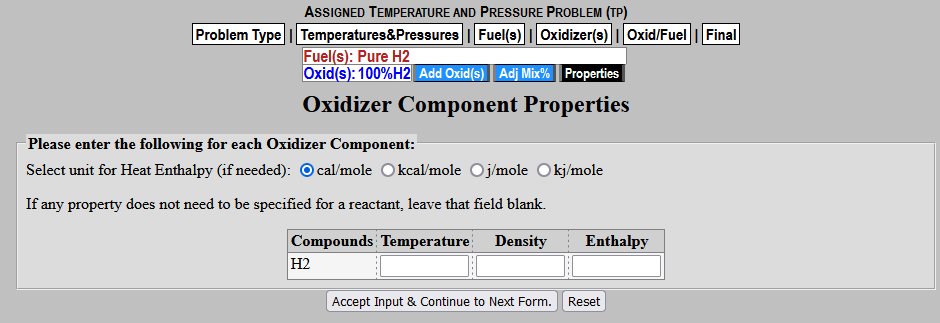 ASSIGNED TEMPERATURE AND PRESSURE PROBLEM (TP)
Problem Type | Temperatures&Pressures | Fuel(s) | Oxidizer(s) | Oxid/Fuel | Final
Fuel(s): Pure H2
Oxid(s): 100%H2 Add Oxid(s) Adj Mix% Properties
Oxidizer Component Properties
Please enter the following for each Oxidizer Component:
Select unit for Heat Enthalpy (if needed): cal/mole kcal/mole j/mole kj/mole
If any property does not need to be specified for a reactant, leave that field blank.
Compounds Temperature Density Enthalpy
H2
Accept Input & Continue to Next Form. Reset